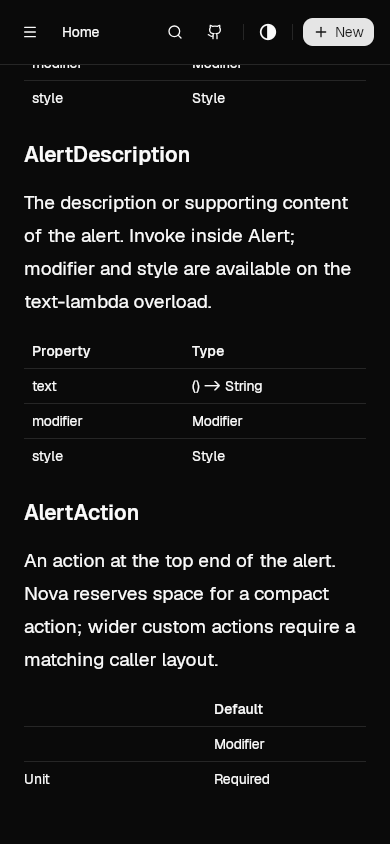 Home
New
modifier Modifier
style Style
AlertDescription
The description or supporting content
of the alert. Invoke inside Alert;
modifier and style are available on the
text-lambda overload.
Property Type
text () -> String
modifier Modifier
style Style
AlertAction
An action at the top end of the alert.
Nova reserves space for a compact
action; wider custom actions require a
matching caller layout.
Default
Modifier
Unit Required